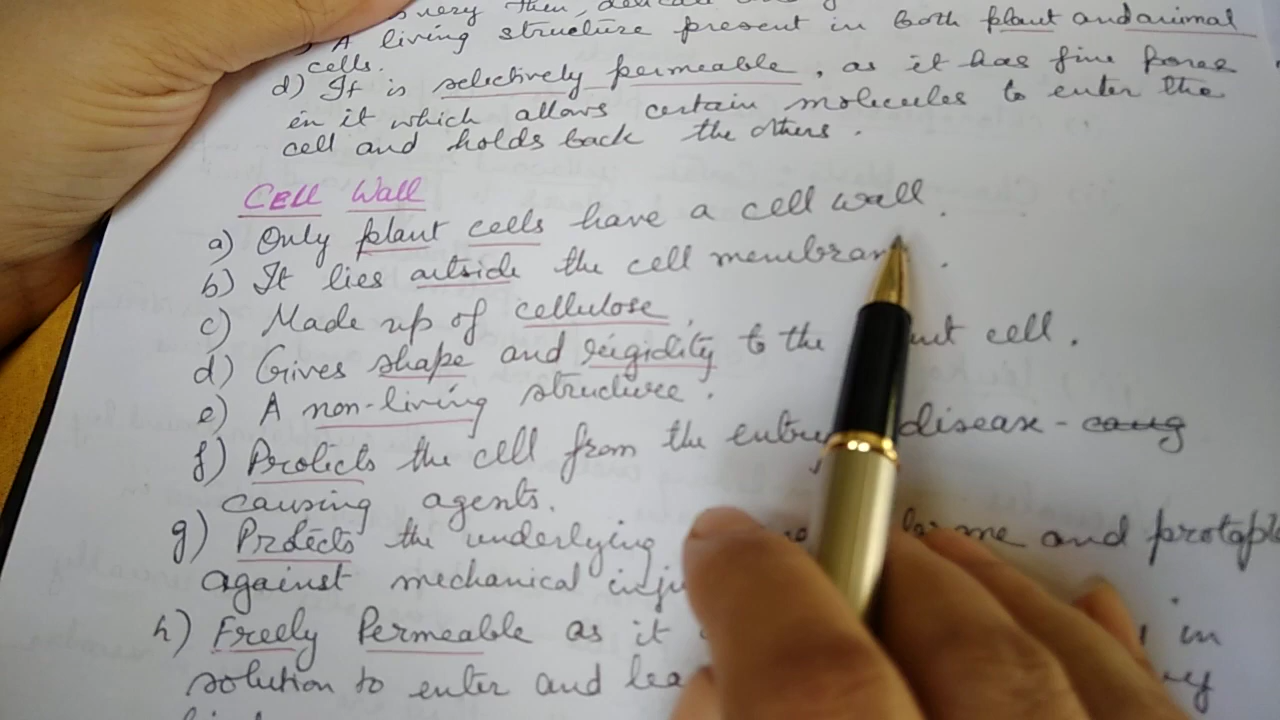 very
A living structure present in both plant and animal
cells.
d) It is selectively permeable, as it has fine pores
in it which allows certain molecules to enter the
cell and holds back the others.
Cell Wall
a) Only plant cells have a cell wall.
b) It lies outside the cell membran .
c) Made up of cellulose.
d) Gives shape and rigidity to the cell.
e) A non-living structure.
f) Protects the cell from the entry disease - caug
causing agents.
g) Protects the underlying and protopl
against mechanical inju
h) Freely Permeable as it in
solution to enter and lea